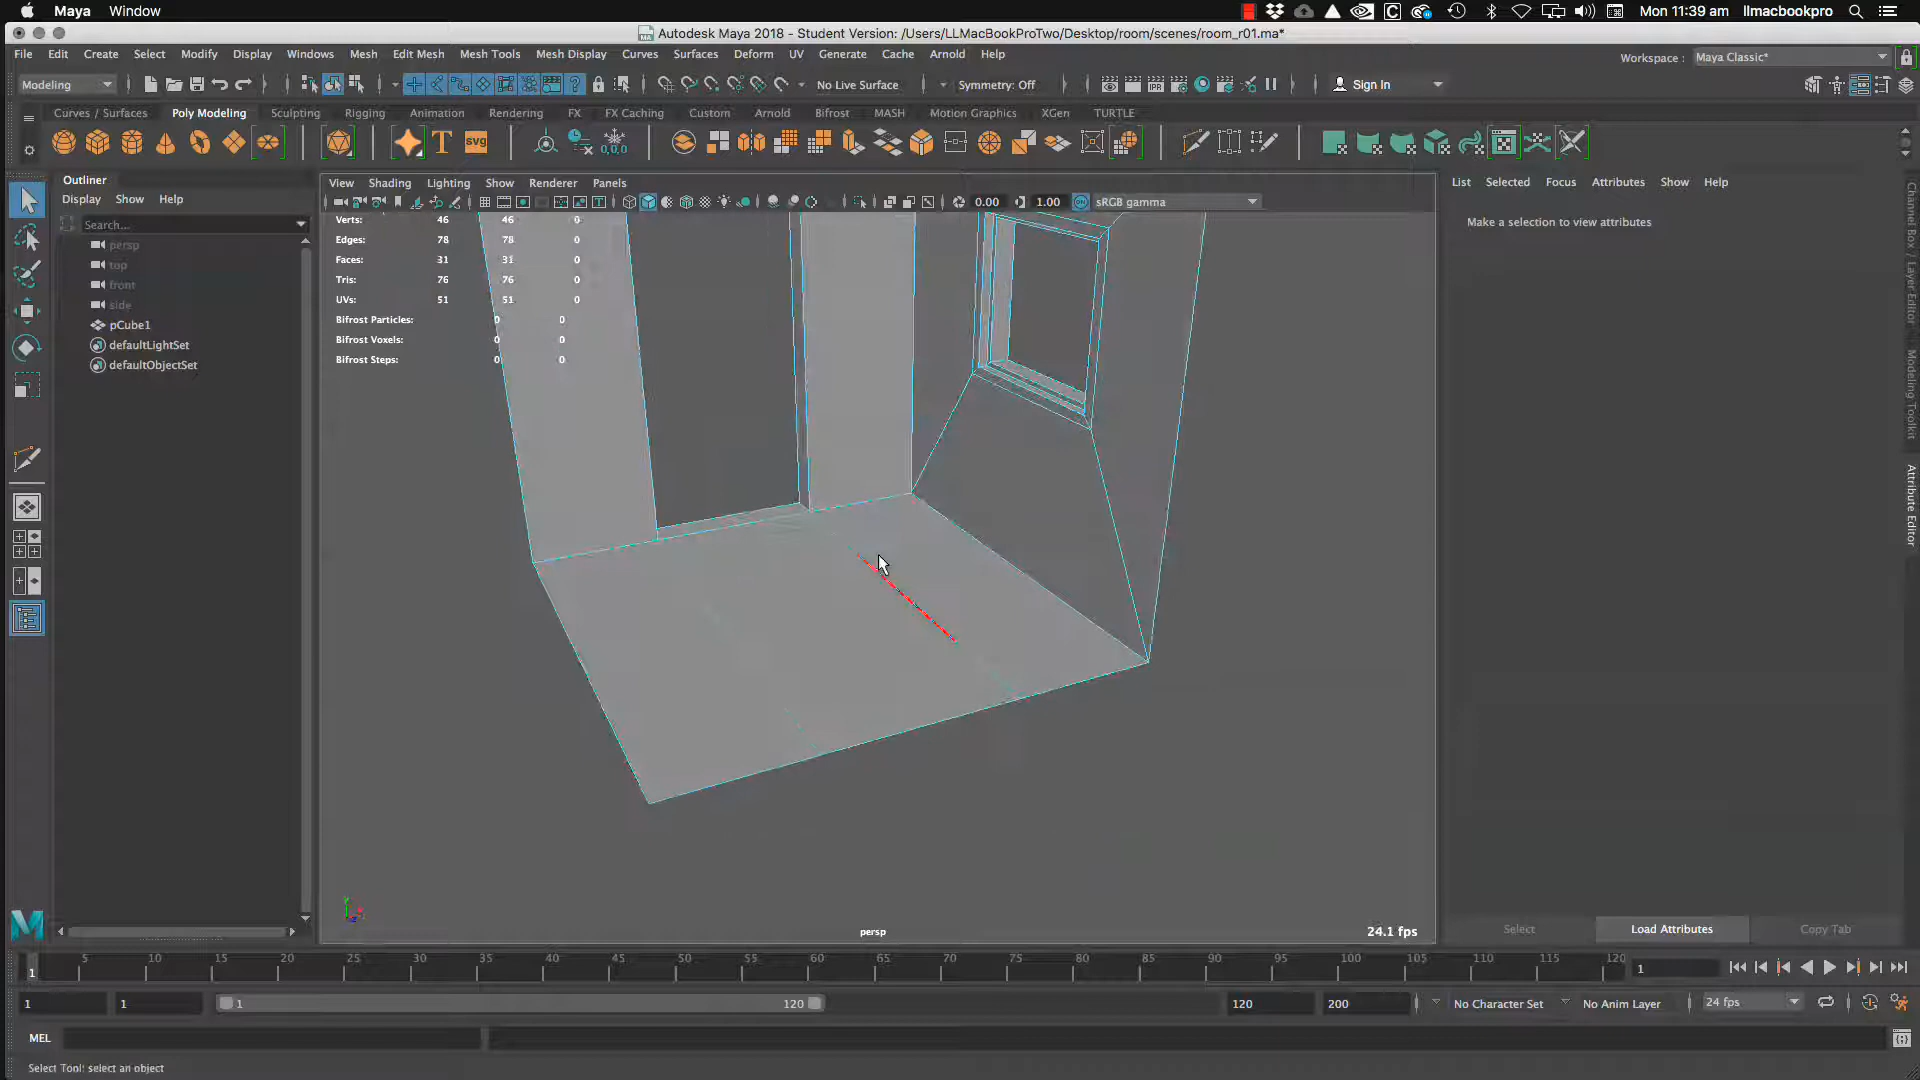 Maya Window
Mon 11:39 am llmacbookpro
Autodesk Maya 2018 - Student Version: /Users/LLMacBookProTwo/Desktop/room/scenes/room_r01.ma*
File Edit Create Select Modify Display Windows Mesh Edit Mesh Mesh Tools Mesh Display Curves Surfaces Deform UV Generate Cache Arnold Help
Workspace : Maya Classic*
Modeling No Live Surface Symmetry: Off Sign In
Curves / Surfaces Poly Modeling Sculpting Rigging Animation Rendering FX FX Caching Custom Arnold Bifrost MASH Motion Graphics XGen TURTLE
T SVG 0,0,0
Outliner
Display Show Help
Search...
persp
top
front
side
pCube1
defaultLightSet
defaultObjectSet
View Shading Lighting Show Renderer Panels
0.00 1.00 sRGB gamma
Verts: 46 46 0
Edges: 78 78 0
Faces: 31 31 0
Tris: 76 76 0
UVs: 51 51 0
Bifrost Particles: 0 0
Bifrost Voxels: 0 0
Bifrost Steps: 0 0
persp
24.1 fps
List Selected Focus Attributes Show Help
Make a selection to view attributes
Channel Box / Layer Editor
Modeling Toolkit
Attribute Editor
Select Load Attributes Copy Tab
1 5 10 15 20 25 30 35 40 45 50 55 60 65 70 75 80 85 90 95 100 105 110 115 120 1
1 1 1 120 120 200 No Character Set No Anim Layer 24 fps
MEL
Select Tool: select an object